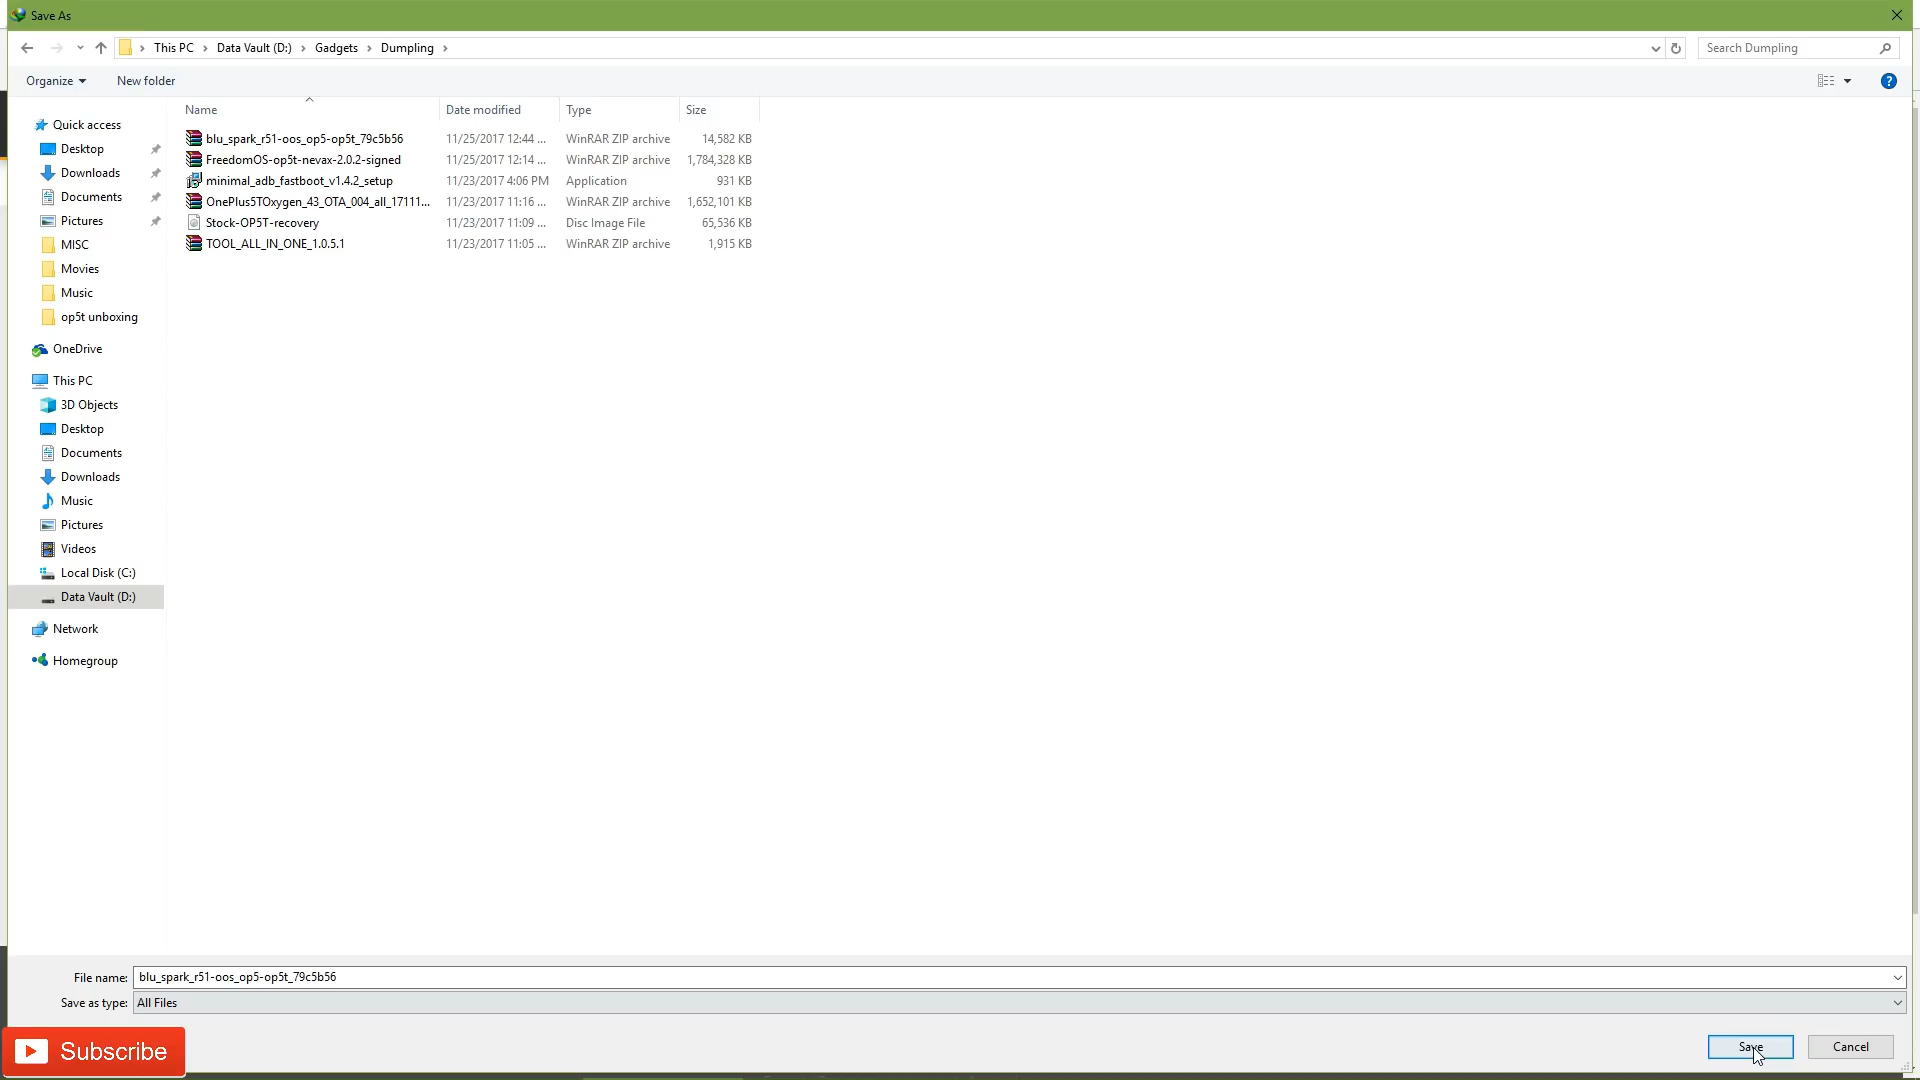 Save As
This PC > Data Vault (D:) > Gadgets > Dumpling >
Search Dumpling
Organize
New folder
Name
Date modified
Type
Size
blu_spark_r51-oos_op5-op5t_79c5b56 11/25/2017 12:44 ... WinRAR ZIP archive 14,582 KB
FreedomOS-op5t-nevax-2.0.2-signed 11/25/2017 12:14 ... WinRAR ZIP archive 1,784,328 KB
minimal_adb_fastboot_v1.4.2_setup 11/23/2017 4:06 PM Application 931 KB
OnePlus5TOxygen_43_OTA_004_all_17111... 11/23/2017 11:16 ... WinRAR ZIP archive 1,652,101 KB
Stock-OP5T-recovery 11/23/2017 11:09 ... Disc Image File 65,536 KB
TOOL_ALL_IN_ONE_1.0.5.1 11/23/2017 11:05 ... WinRAR ZIP archive 1,915 KB
Quick access
Desktop
Downloads
Documents
Pictures
MISC
Movies
Music
op5t unboxing
OneDrive
This PC
3D Objects
Desktop
Documents
Downloads
Music
Pictures
Videos
Local Disk (C:)
Data Vault (D:)
Network
Homegroup
File name: blu_spark_r51-oos_op5-op5t_79c5b56
Save as type: All Files
Subscribe
Save
Cancel